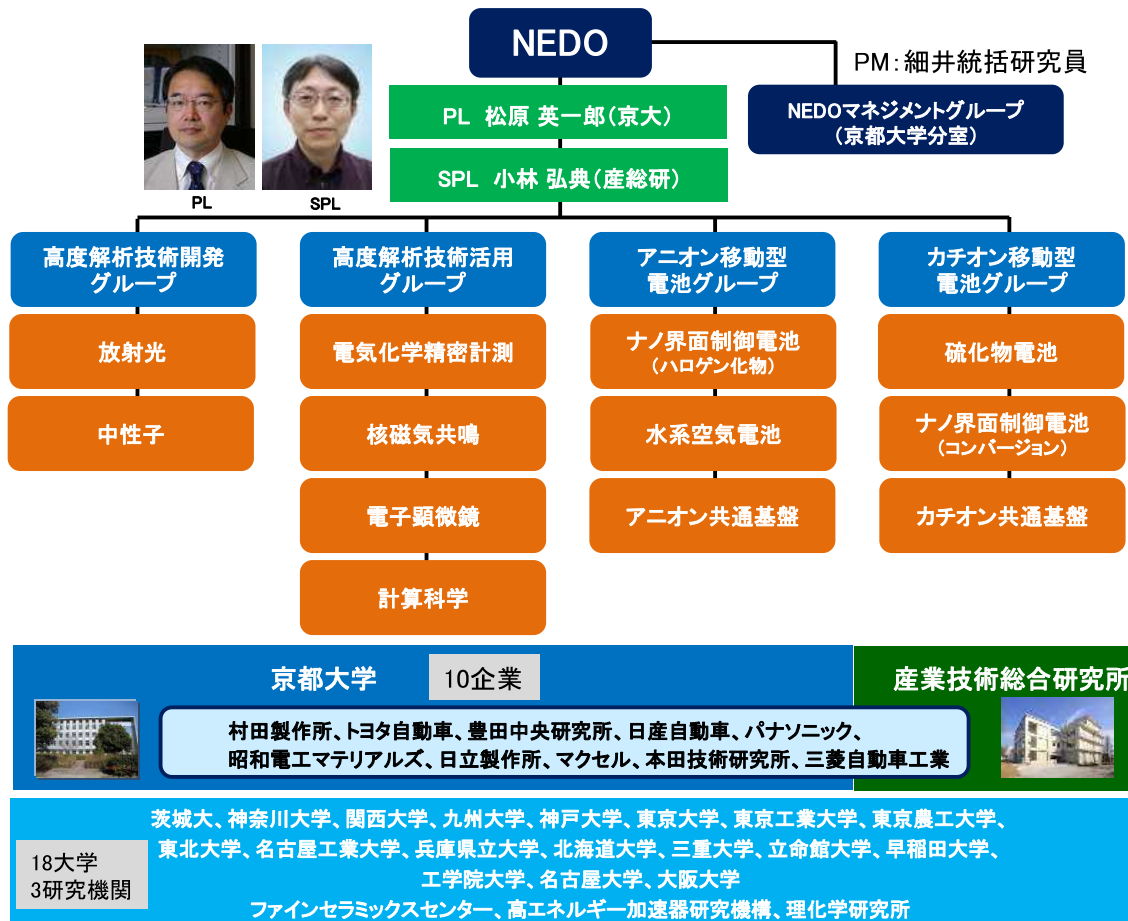 NEDO
PM:細井統括研究員
PL 松原 英一郎(京大)
NEDOマネジメントグループ
(京都大学分室)
SPL 小林 弘典(産総研)
PL
SPL
高度解析技術開発
グループ
放射光
中性子
高度解析技術活用
グループ
電気化学精密計測
核磁気共鳴
電子顕微鏡
計算科学
アニオン移動型
電池グループ
ナノ界面制御電池
(ハロゲン化物)
水系空気電池
アニオン共通基盤
カチオン移動型
電池グループ
硫化物電池
ナノ界面制御電池
(コンバージョン)
カチオン共通基盤
京都大学
10企業
産業技術総合研究所
村田製作所、トヨタ自動車、豊田中央研究所、日産自動車、パナソニック、
昭和電工マテリアルズ、日立製作所、マクセル、本田技術研究所、三菱自動車工業
茨城大、神奈川大学、関西大学、九州大学、神戸大学、東京大学、東京工業大学、東京農工大学、
東北大学、名古屋工業大学、兵庫県立大学、北海道大学、三重大学、立命館大学、早稲田大学、
工学院大学、名古屋大学、大阪大学
ファインセラミックスセンター、高エネルギー加速器研究機構、理化学研究所
18大学
3研究機関